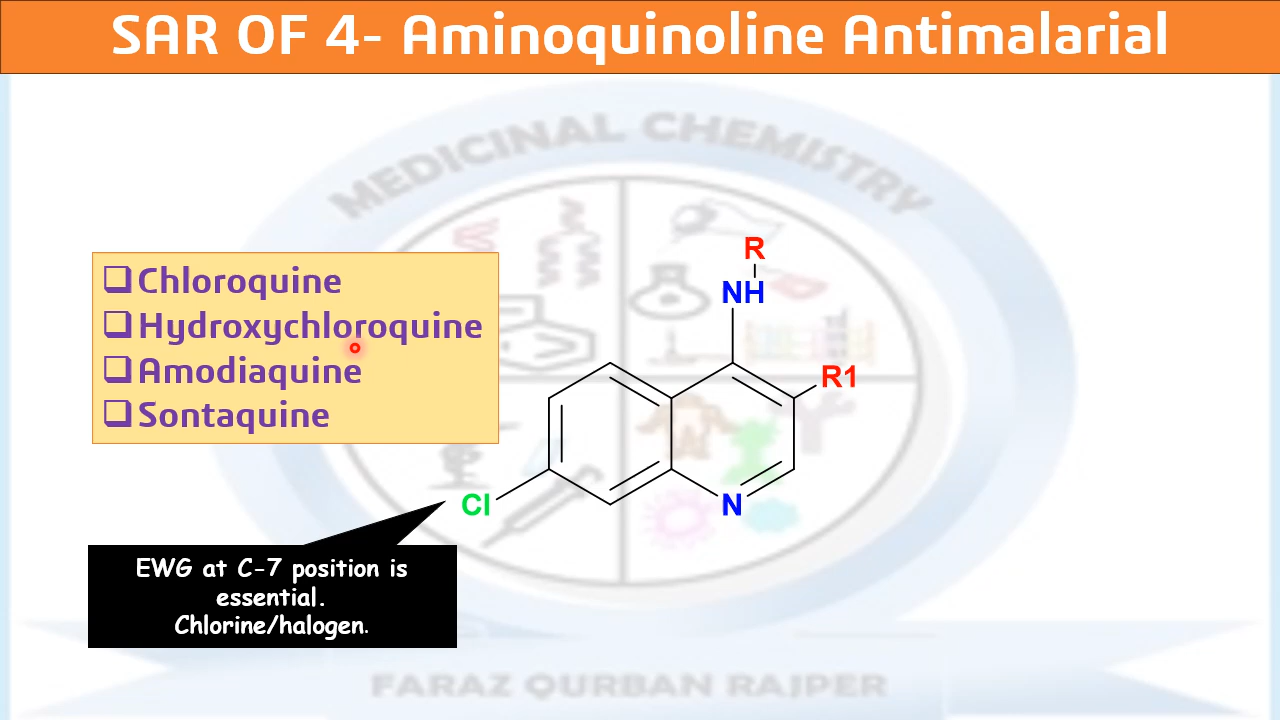 SAR OF 4- Aminoquinoline Antimalarial
MEDICINAL CHEMISTRY
R
NH
R1
Chloroquine
Hydroxychloroquine
Amodiaquine
Sontaquine
Cl
N
EWG at C-7 position is
essential.
Chlorine/halogen.
FARAZ QURBAN RAJPER